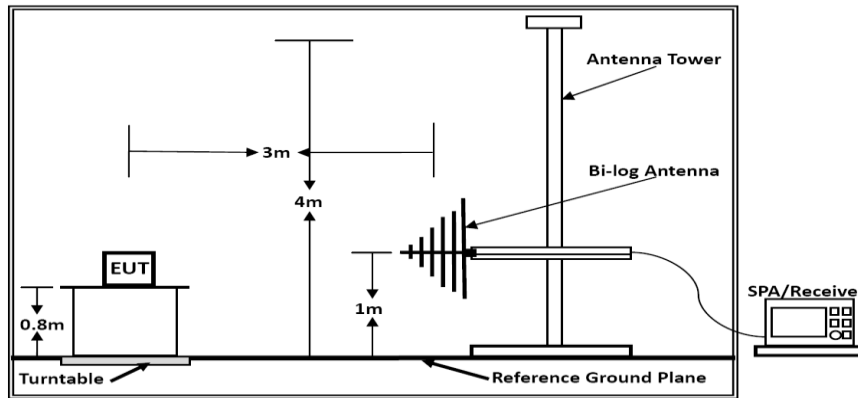 Antenna Tower
3m
Bi-log Antenna
4m
EUT
1m
SPA/Receive
0.8m
Turntable
Reference Ground Plane